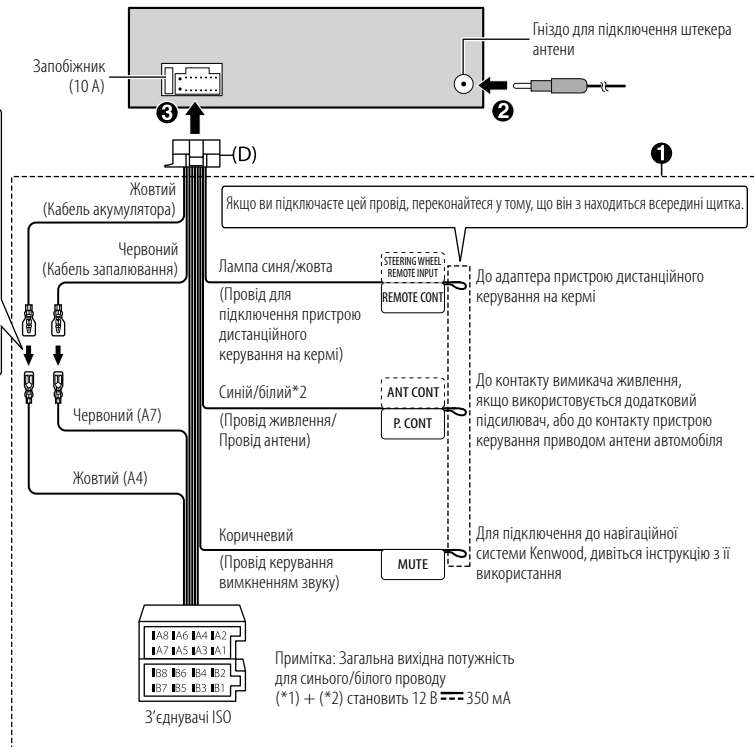 Гніздо для підключення штекера
антени
Запобіжник
(10 А)
❸
❷
(D)
❶
Жовтий
(Кабель акумулятора)
Якщо ви підключаєте цей провід, переконайтеся у тому, що він з находиться всередині щитка.
Червоний
(Кабель запалювання)
Лампа синя/жовта
(Провід для
підключення пристрою
дистанційного
керування на кермі)
STEERING WHEEL
REMOTE INPUT
REMOTE CONT
До адаптера пристрою дистанційного
керування на кермі
Синій/білий*2
(Провід живлення/
Провід антени)
ANT CONT
P. CONT
До контакту вимикача живлення,
якщо використовується додатковий
підсилювач, або до контакту пристрою
керування приводом антени автомобіля
Червоний (A7)
Жовтий (A4)
Коричневий
(Провід керування
вимкненням звуку)
MUTE
Для підключення до навігаційної
системи Kenwood, дивіться інструкцію з її
використання
A8 A6 A4 A2
A7 A5 A3 A1
B8 B6 B4 B2
B7 B5 B3 B1
З’єднувачі ISO
Примітка: Загальна вихідна потужність
для синього/білого проводу
(*1) + (*2) становить 12 В ⎓ 350 мА